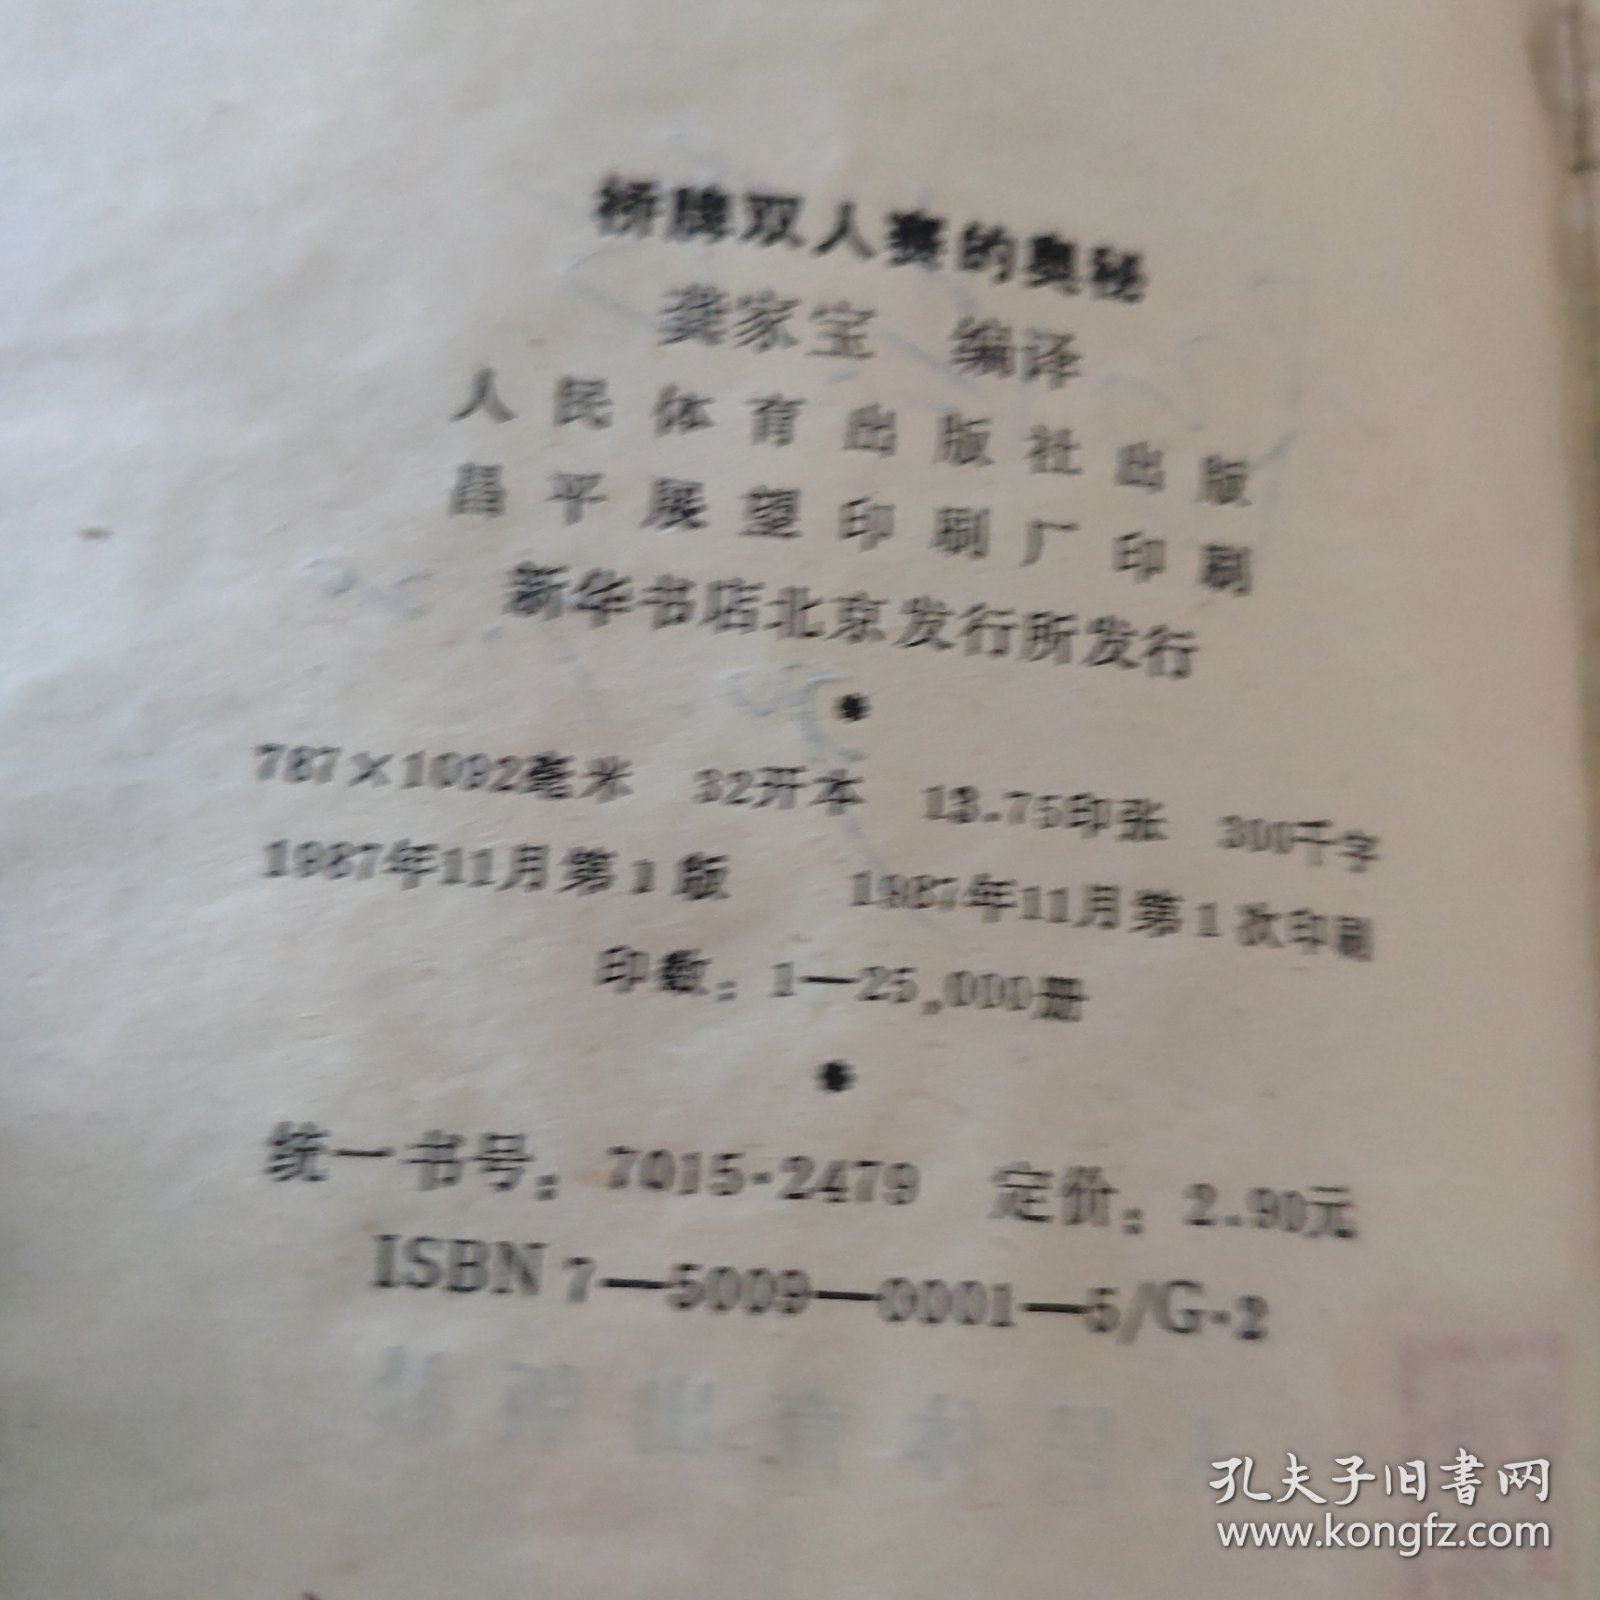 桥牌双人赛的奥秘
龚家宝 编译
人民体育出版社出版
昌平展望印刷厂印刷
新华书店北京发行所发行
*
787×1092毫米 32开本 13.75印张 300千字
1987年11月第1版 1987年11月第1次印刷
印数：1—25,000册
*
统一书号：7015·2479 定价：2.90元
ISBN 7—5009—0001—5/G·2
孔夫子旧书网
www.kongfz.com